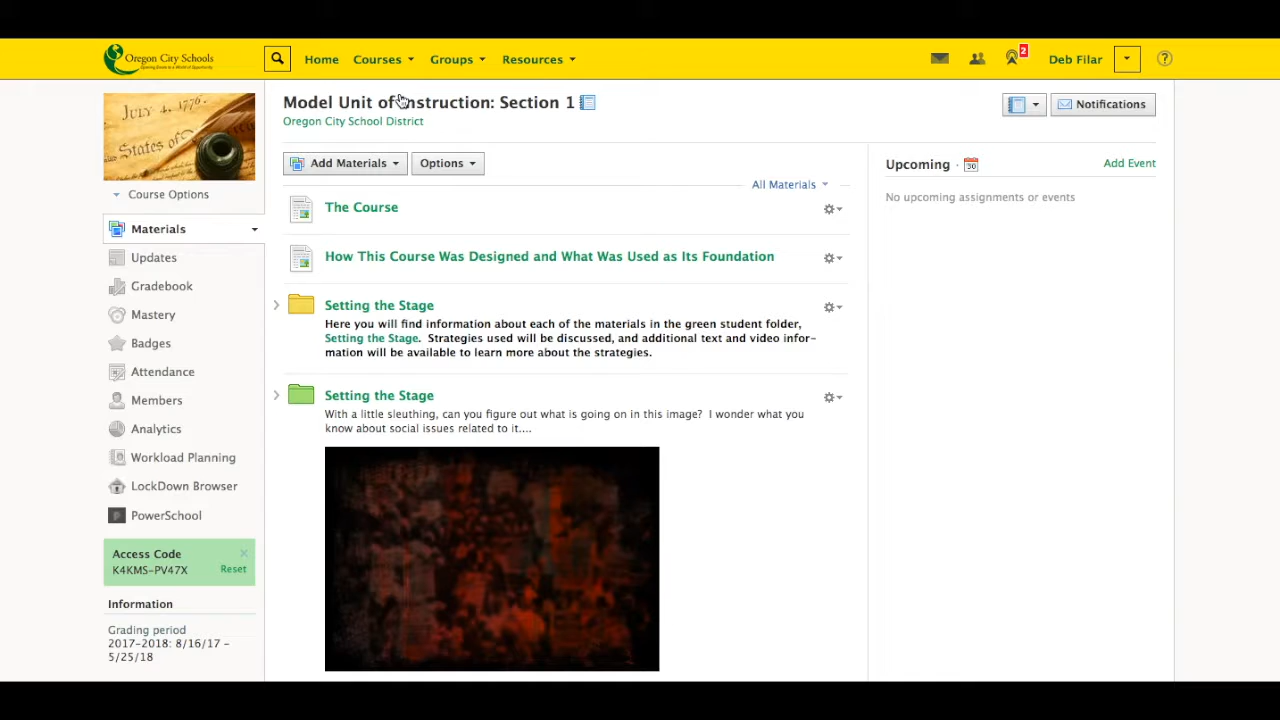 Oregon City Schools
Home
Courses
Groups
Resources
2
Deb Filar
?
JULY 4, 1776.
Model Unit of Instruction: Section 1
Oregon City School District
Notifications
Add Materials
Options
All Materials
Upcoming · 30
Add Event
No upcoming assignments or events
Course Options
Materials
Updates
Gradebook
Mastery
Badges
Attendance
Members
Analytics
Workload Planning
LockDown Browser
PowerSchool
Access Code
K4KMS-PV47X
Reset
Information
Grading period
2017-2018: 8/16/17 -
5/25/18
The Course
How This Course Was Designed and What Was Used as Its Foundation
Setting the Stage
Here you will find information about each of the materials in the green student folder,
Setting the Stage. Strategies used will be discussed, and additional text and video infor-
mation will be available to learn more about the strategies.
Setting the Stage
With a little sleuthing, can you figure out what is going on in this image? I wonder what you
know about social issues related to it....